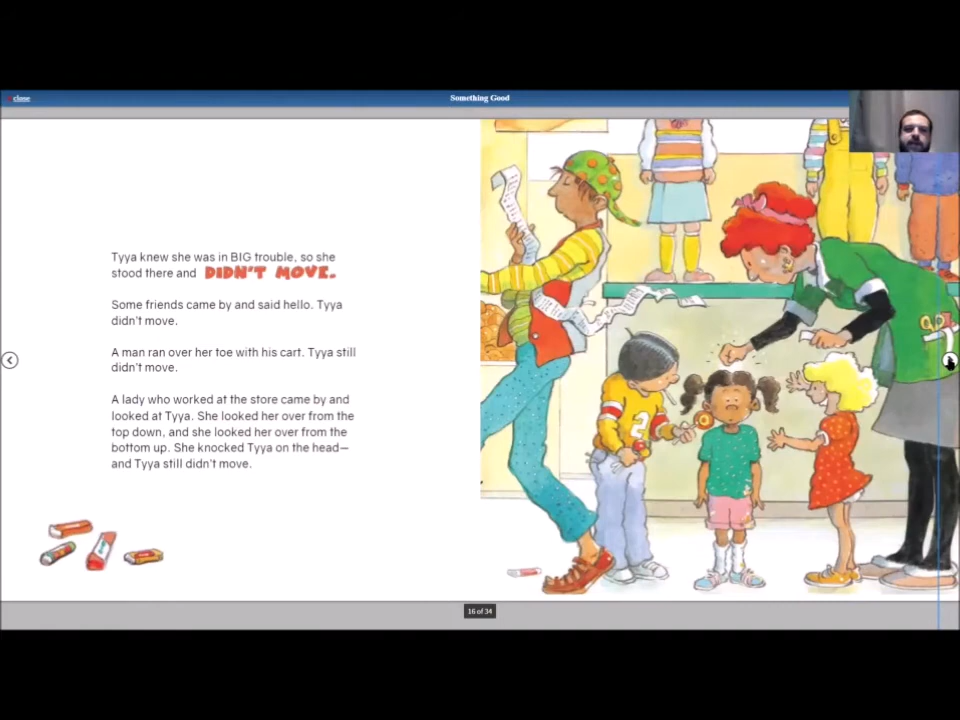 close
Something Good
Tyya knew she was in BIG trouble, so she
stood there and DIDN'T MOVE.
Some friends came by and said hello. Tyya
didn't move.
A man ran over her toe with his cart. Tyya still
didn't move.
A lady who worked at the store came by and
looked at Tyya. She looked her over from the
top down, and she looked her over from the
bottom up. She knocked Tyya on the head—
and Tyya still didn't move.
2
16 of 34